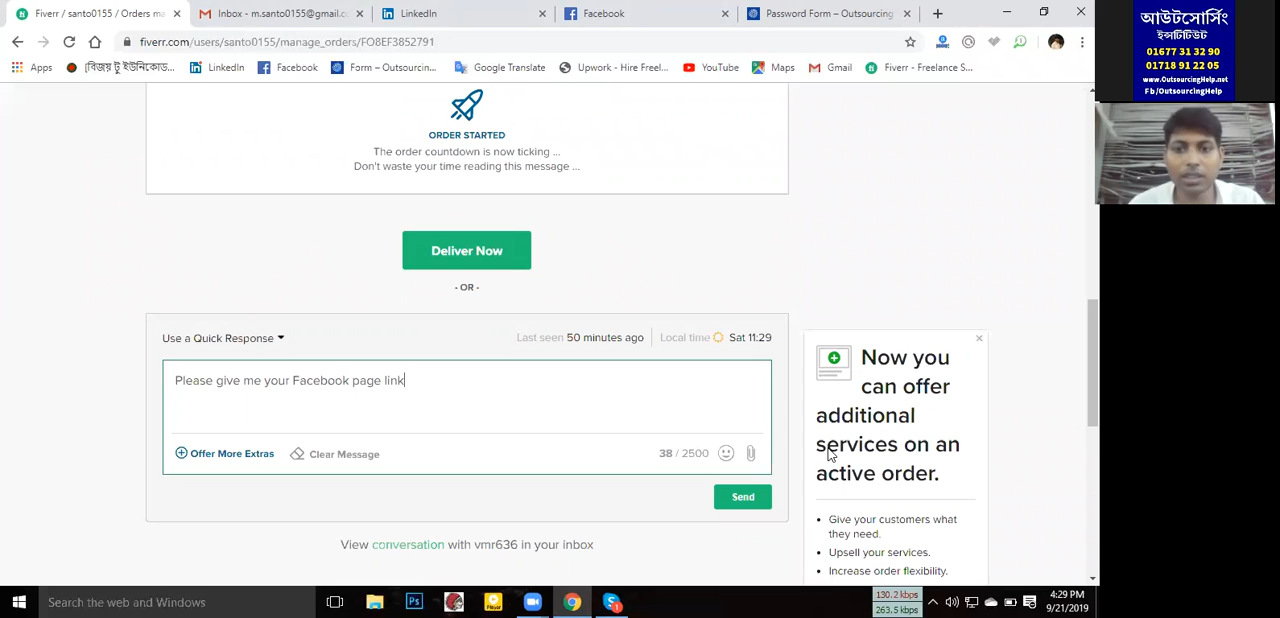 Fiverr / santo0155 / Orders ma
Inbox - m.santo0155@gmail.c
LinkedIn
Facebook
Password Form – Outsourcing
fiverr.com/users/santo0155/manage_orders/FO8EF3852791
Apps
[বিজয় টু ইউনিকোড...
LinkedIn
Facebook
Form – Outsourcin...
Google Translate
Upwork - Hire Freel...
YouTube
Maps
Gmail
Fiverr - Freelance S...
আউটসোর্সিং
ইন্সটিটিউট
01677 31 32 90
01718 91 22 05
www.OutsourcingHelp.net
Fb/OutsourcingHelp
ORDER STARTED
The order countdown is now ticking ...
Don't waste your time reading this message ...
Deliver Now
- OR -
Use a Quick Response
Last seen 50 minutes ago
Local time Sat 11:29
Please give me your Facebook page link
Offer More Extras
Clear Message
38 / 2500
Send
View conversation with vmr636 in your inbox
Now you
can offer
additional
services on an
active order.
Give your customers what
they need.
Upsell your services.
Increase order flexibility.
Search the web and Windows
Ps
130.2 kbps
263.5 kbps
4:29 PM
9/21/2019